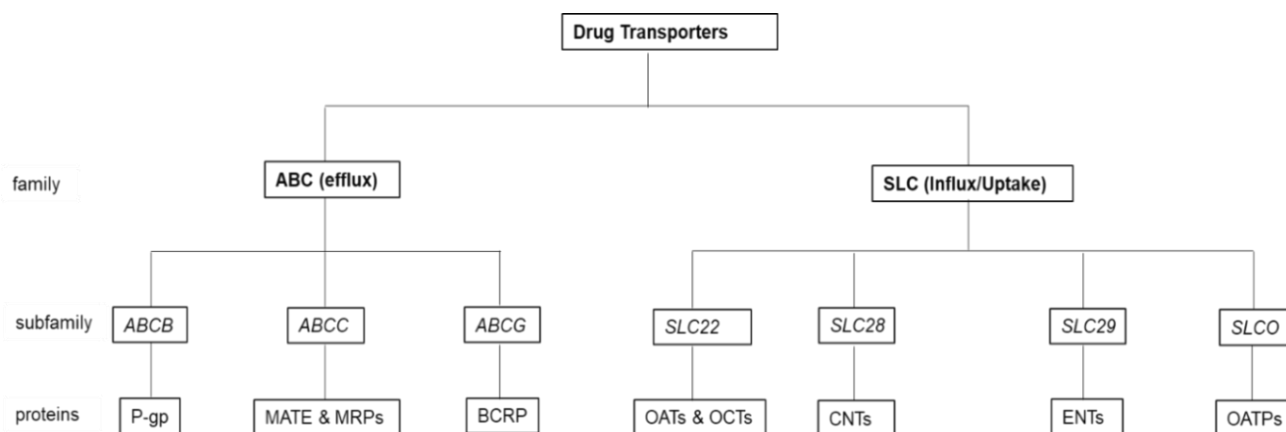 Drug Transporters
family
ABC (efflux)
SLC (Influx/Uptake)
subfamily
ABCB
ABCC
ABCG
SLC22
SLC28
SLC29
SLCO
proteins
P-gp
MATE & MRPs
BCRP
OATs & OCTs
CNTs
ENTs
OATPs